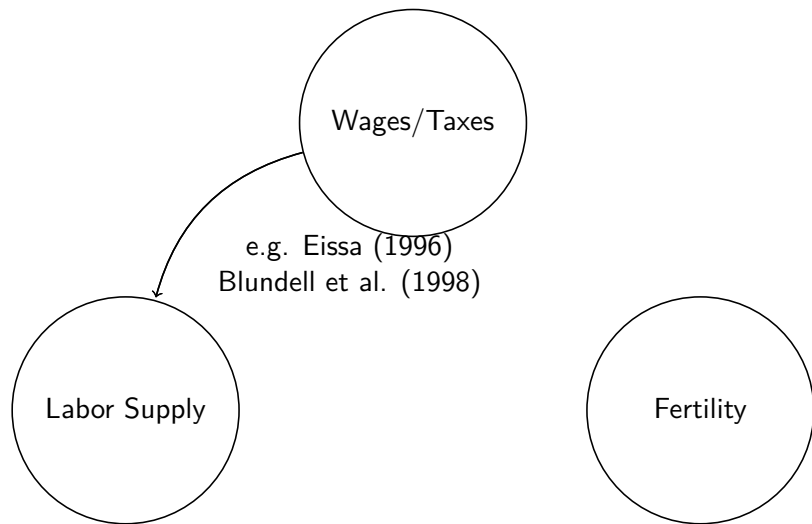 Wages/Taxes
e.g. Eissa (1996)
Blundell et al. (1998)
Labor Supply
Fertility